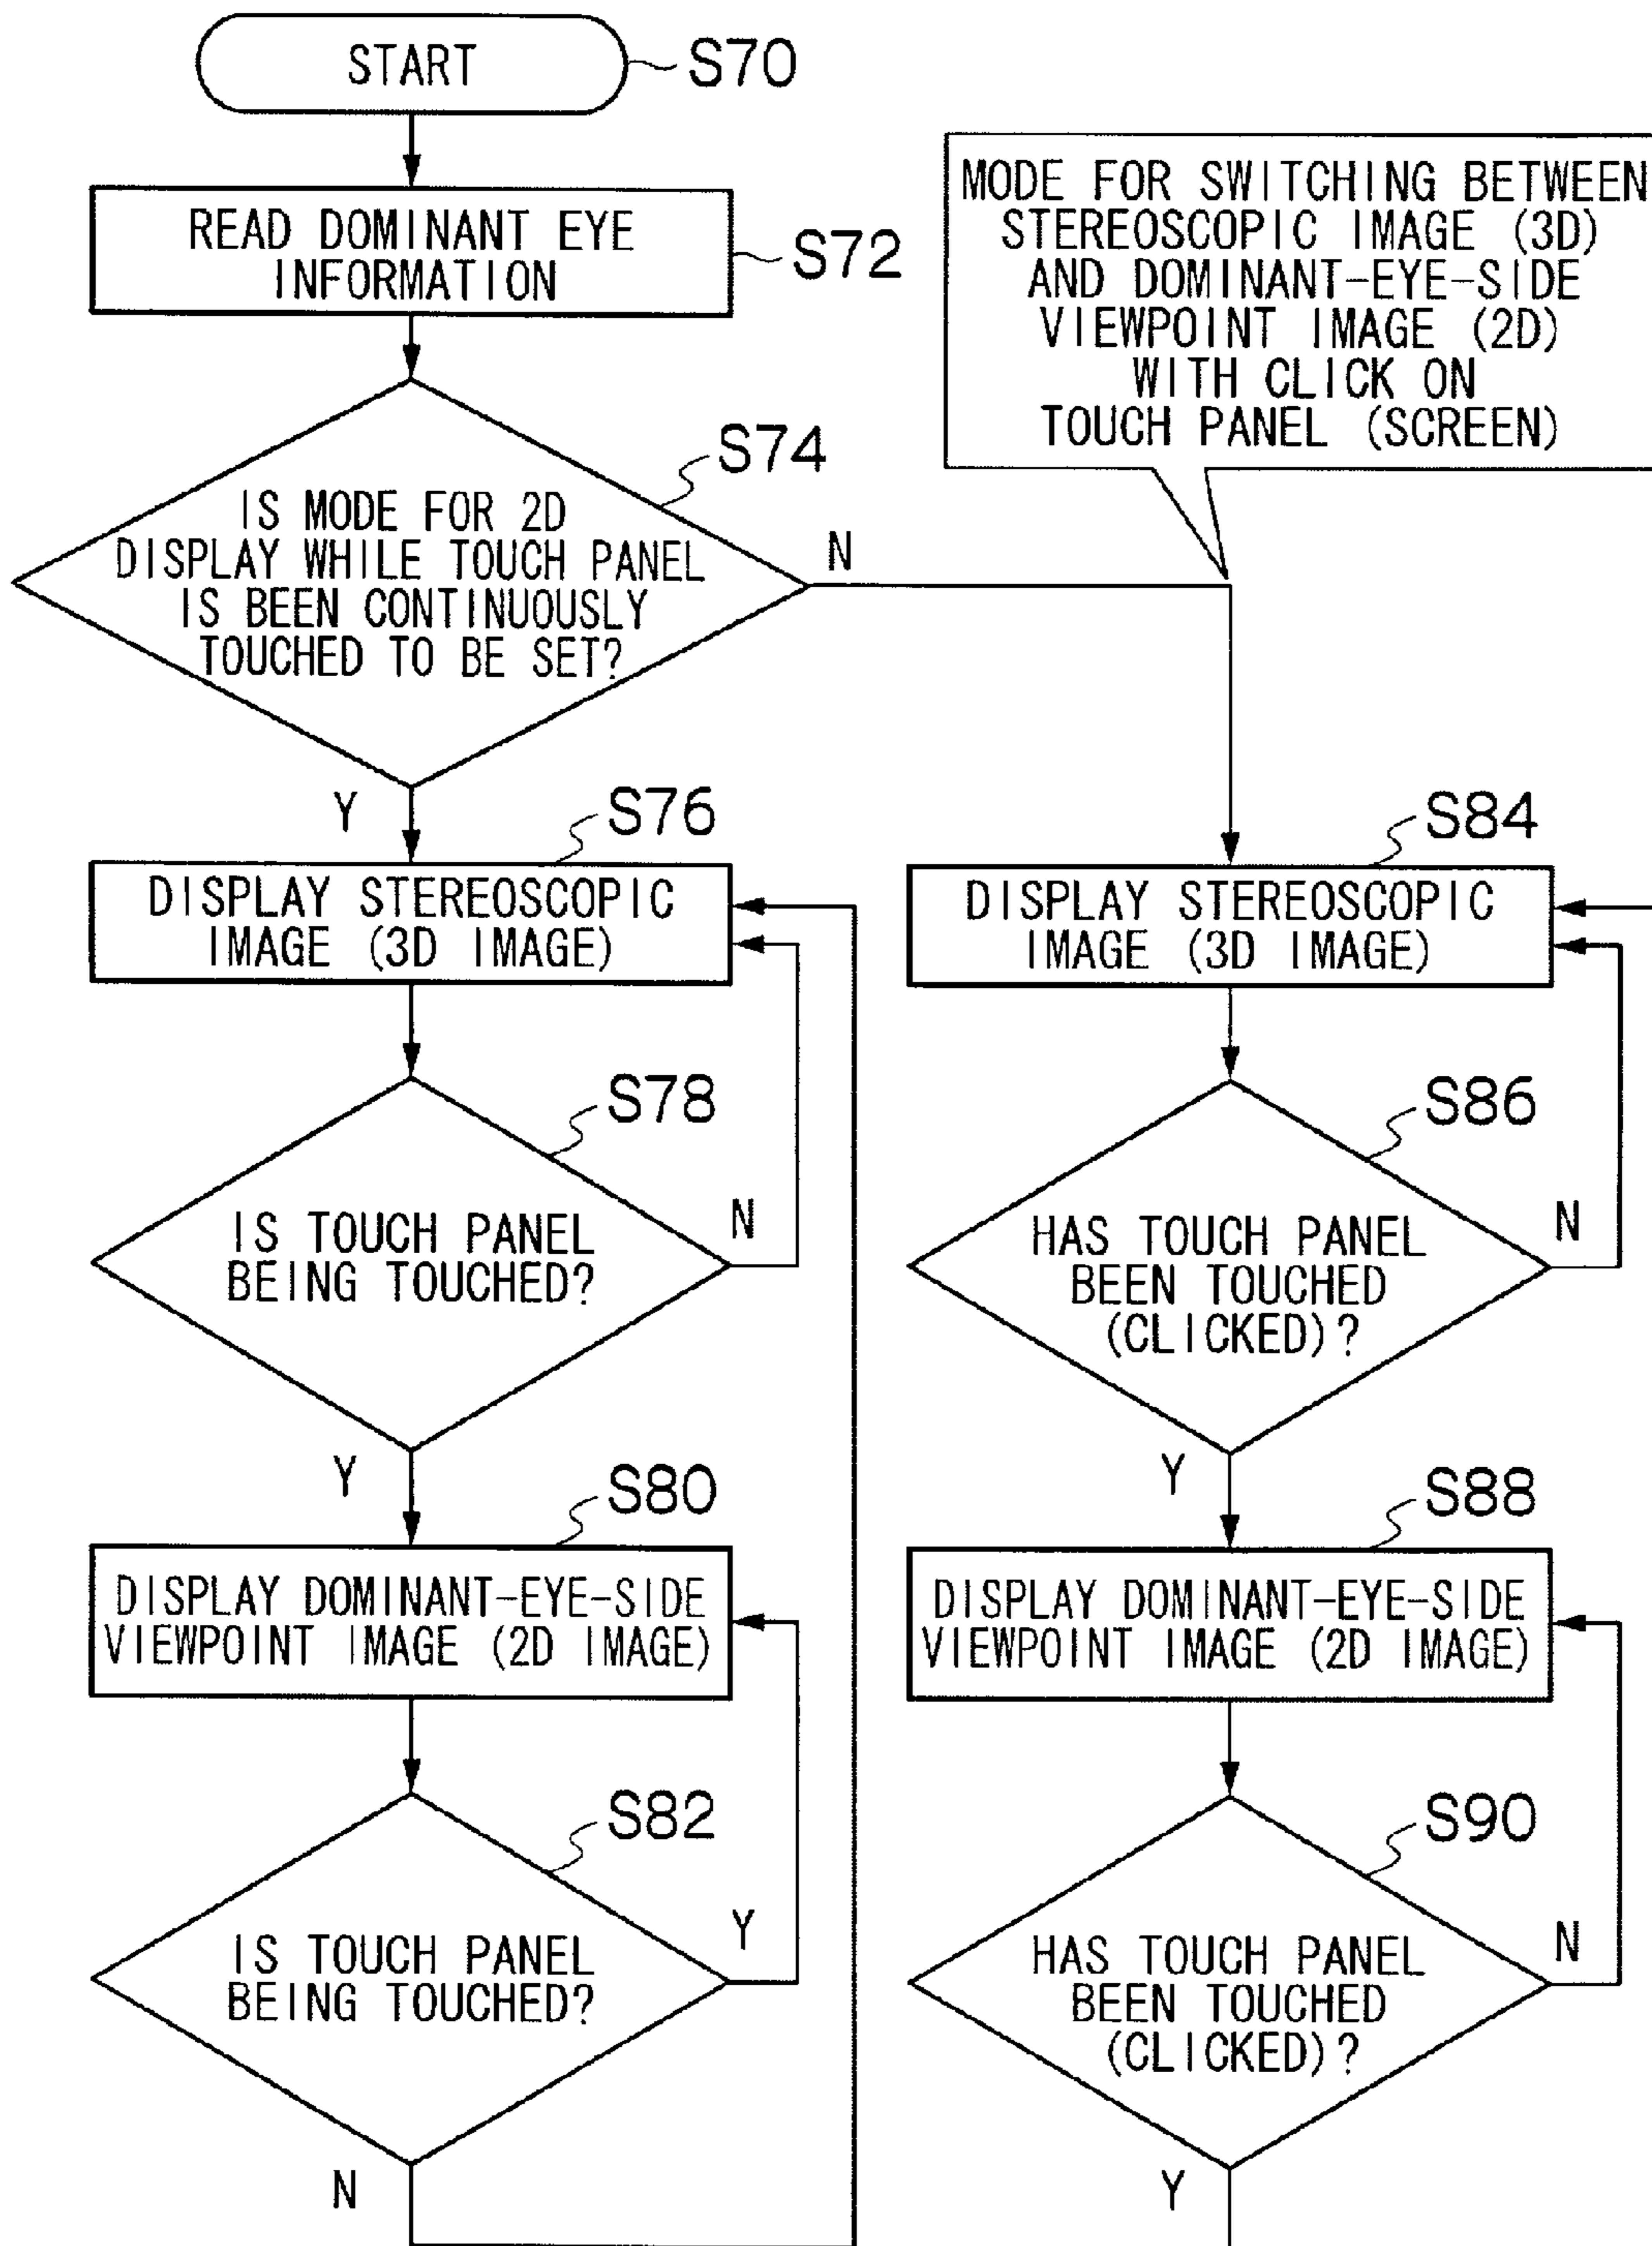 START
S70
READ DOMINANT EYE
INFORMATION
S72
MODE FOR SWITCHING BETWEEN
STEREOSCOPIC IMAGE (3D)
AND DOMINANT-EYE-SIDE
VIEWPOINT IMAGE (2D)
WITH CLICK ON
TOUCH PANEL (SCREEN)
S74
IS MODE FOR 2D
DISPLAY WHILE TOUCH PANEL
IS BEEN CONTINUOUSLY
TOUCHED TO BE SET?
N
Y
S76
DISPLAY STEREOSCOPIC
IMAGE (3D IMAGE)
S78
IS TOUCH PANEL
BEING TOUCHED?
N
Y
S80
DISPLAY DOMINANT-EYE-SIDE
VIEWPOINT IMAGE (2D IMAGE)
S82
IS TOUCH PANEL
BEING TOUCHED?
Y
N
S84
DISPLAY STEREOSCOPIC
IMAGE (3D IMAGE)
S86
HAS TOUCH PANEL
BEEN TOUCHED
(CLICKED)?
N
Y
S88
DISPLAY DOMINANT-EYE-SIDE
VIEWPOINT IMAGE (2D IMAGE)
S90
HAS TOUCH PANEL
BEEN TOUCHED
(CLICKED)?
N
Y